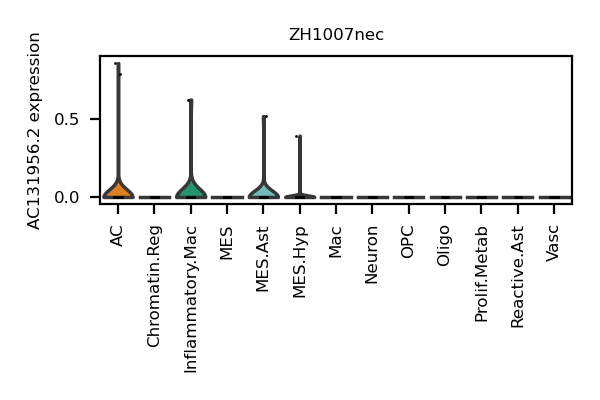 ZH1007nec
AC131956.2 expression
0.5
0.0
AC
Chromatin.Reg
Inflammatory.Mac
MES
MES.Ast
MES.Hyp
Mac
Neuron
OPC
Oligo
Prolif.Metab
Reactive.Ast
Vasc